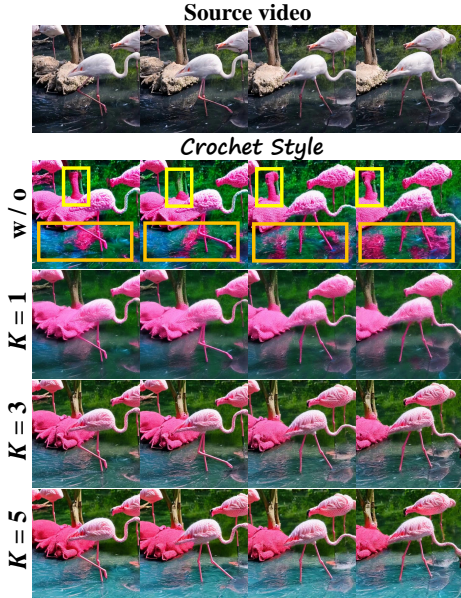 Source video
Crochet Style
w / o
K = 1
K = 3
K = 5